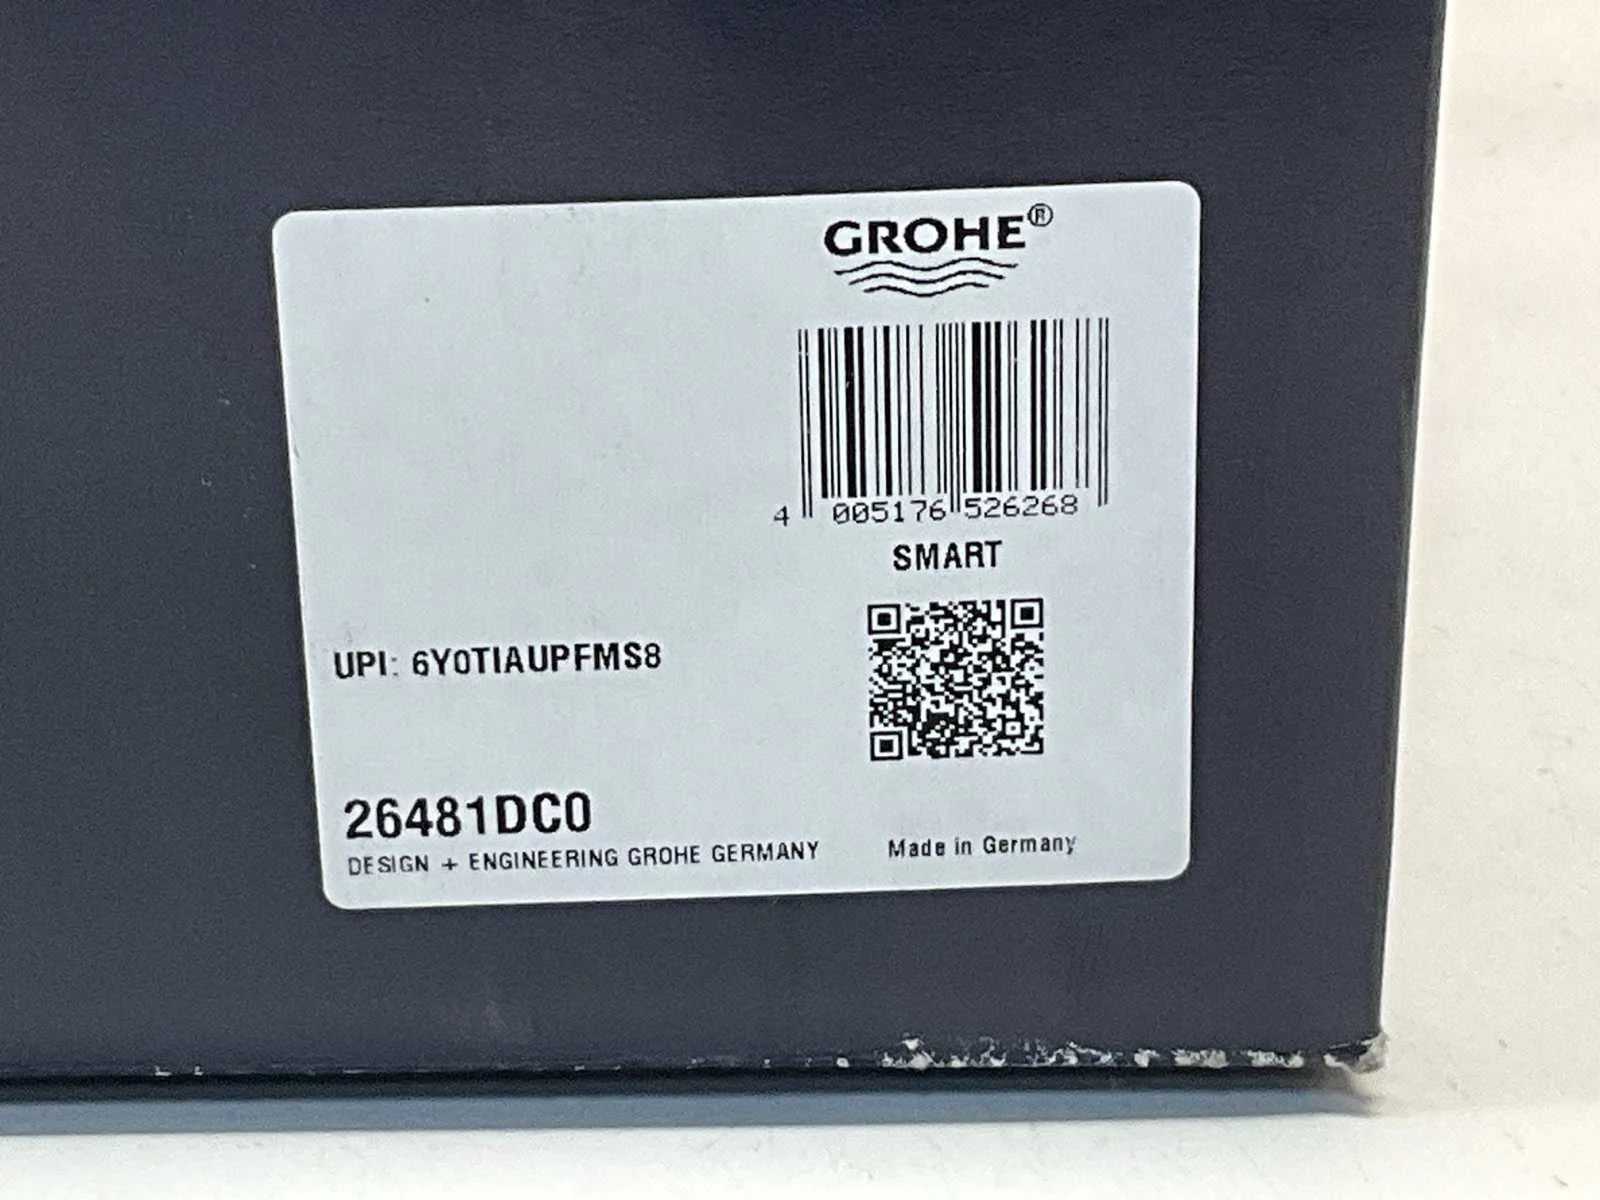 GROHE®
4 005176 526268
SMART
UPI: 6Y0TIAUPFMS8
26481DC0
DESIGN + ENGINEERING GROHE GERMANY
Made in Germany